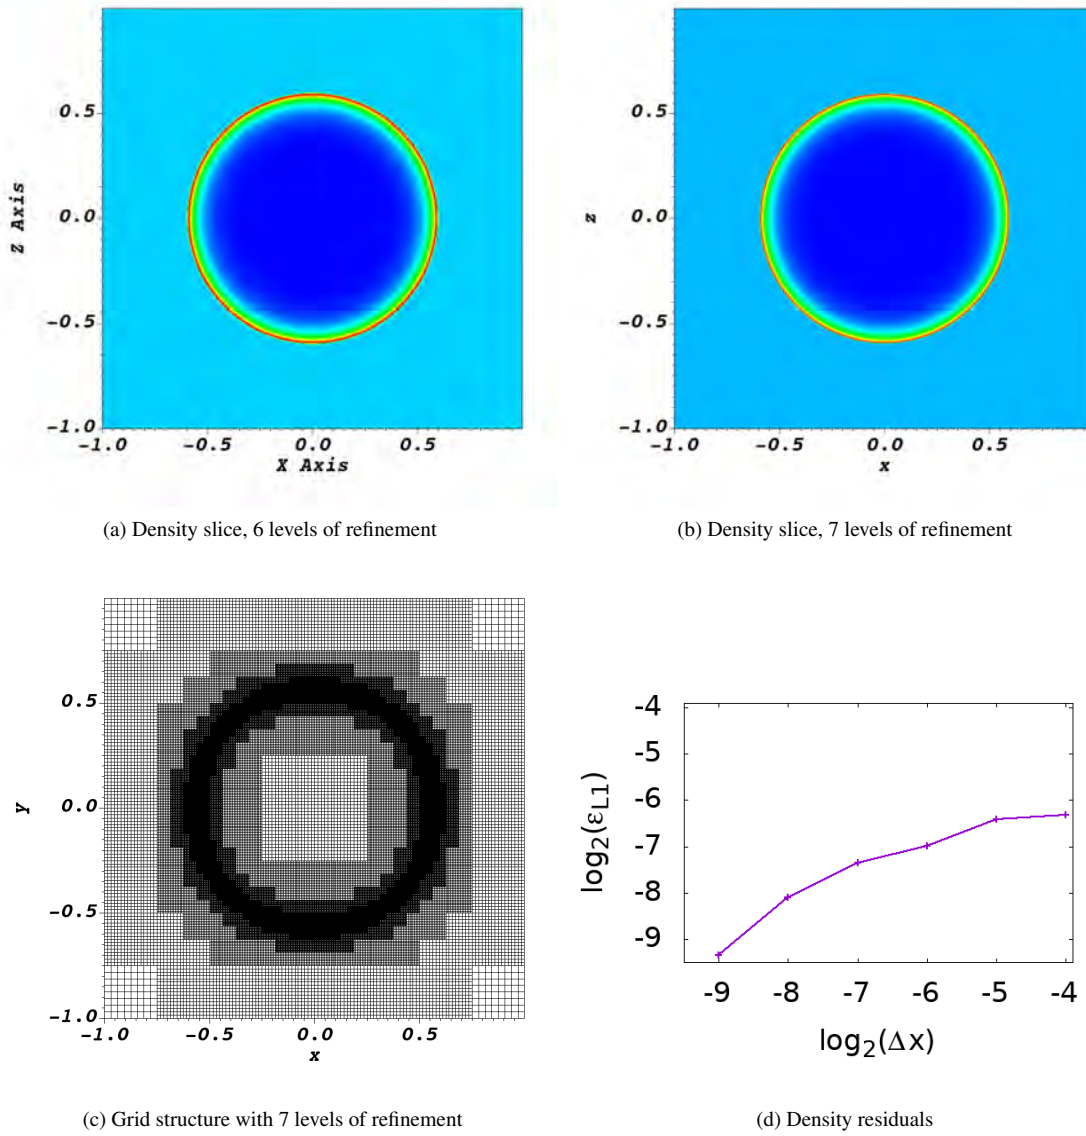 0.5
0.0
-0.5
-1.0
Z Axis
-1.0 -0.5 0.0 0.5
X Axis
(a) Density slice, 6 levels of refinement
0.5
0.0
-0.5
-1.0
z
-1.0 -0.5 0.0 0.5
x
(b) Density slice, 7 levels of refinement
0.5
0.0
-0.5
-1.0
y
-1.0 -0.5 0.0 0.5
x
(c) Grid structure with 7 levels of refinement
-4
-5
-6
-7
-8
-9
log₂(ε_L1)
-9 -8 -7 -6 -5 -4
log₂(Δx)
(d) Density residuals